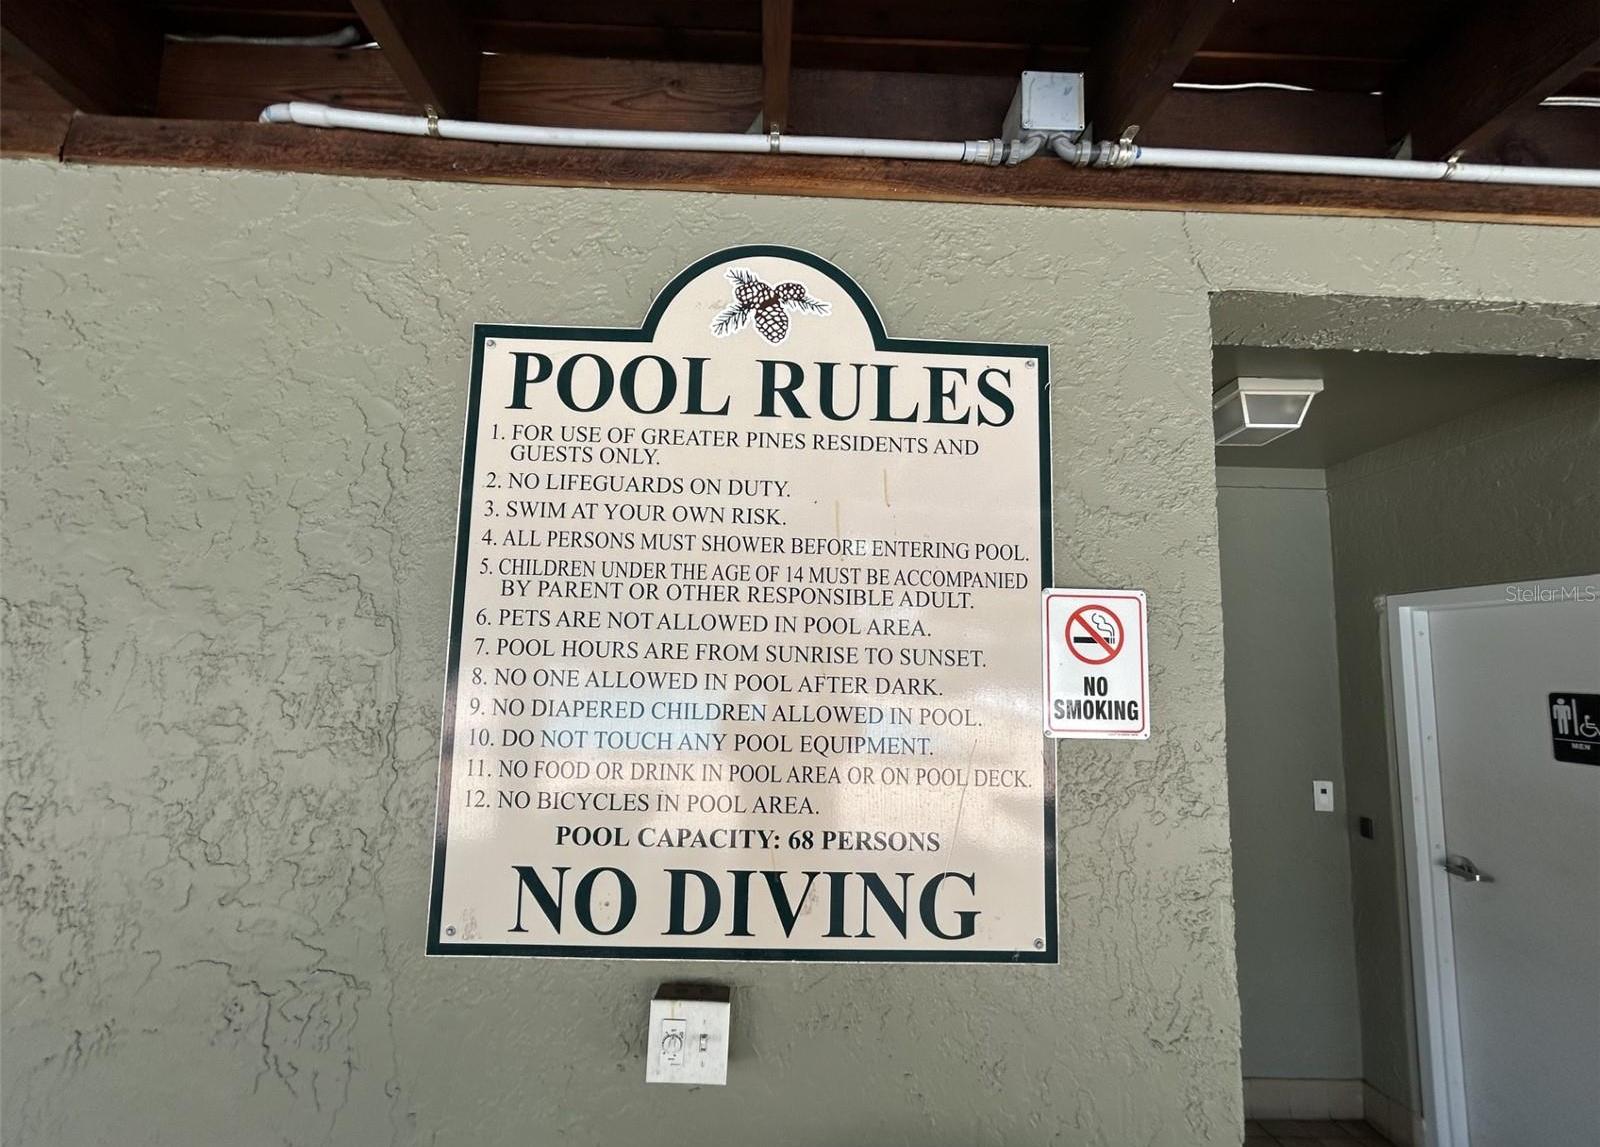 POOL RULES
1. FOR USE OF GREATER PINES RESIDENTS AND
GUESTS ONLY.
2. NO LIFEGUARDS ON DUTY.
3. SWIM AT YOUR OWN RISK.
4. ALL PERSONS MUST SHOWER BEFORE ENTERING POOL.
5. CHILDREN UNDER THE AGE OF 14 MUST BE ACCOMPANIED
BY PARENT OR OTHER RESPONSIBLE ADULT.
6. PETS ARE NOT ALLOWED IN POOL AREA.
7. POOL HOURS ARE FROM SUNRISE TO SUNSET.
8. NO ONE ALLOWED IN POOL AFTER DARK.
9. NO DIAPERED CHILDREN ALLOWED IN POOL.
10. DO NOT TOUCH ANY POOL EQUIPMENT.
11. NO FOOD OR DRINK IN POOL AREA OR ON POOL DECK.
12. NO BICYCLES IN POOL AREA.
POOL CAPACITY: 68 PERSONS
NO DIVING
NO
SMOKING
StellarMLS
MEN